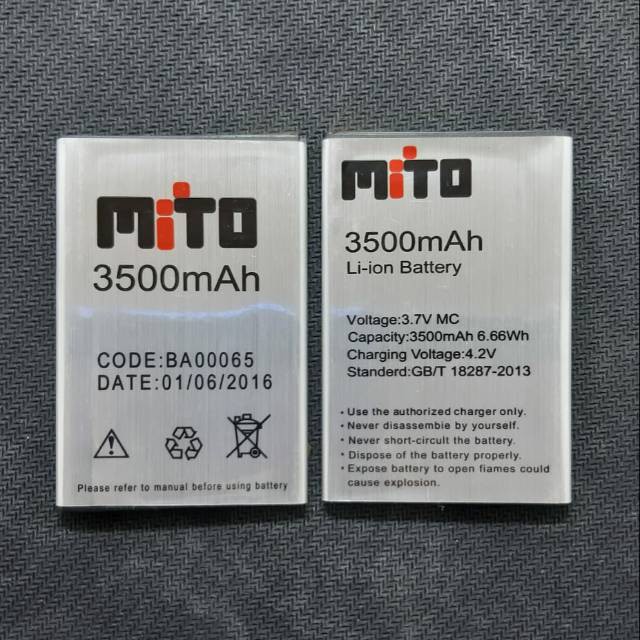 MiTO
3500mAh
CODE:BA00065
DATE:01/06/2016
Please refer to manual before using battery
MiTO
3500mAh
Li-ion Battery
Voltage:3.7V MC
Capacity:3500mAh 6.66Wh
Charging Voltage:4.2V
Standerd:GB/T 18287-2013
• Use the authorized charger only.
• Never disassembie by yourself.
• Never short-circult the battery.
• Dispose of the battery properly.
• Expose battery to open fiames could
cause explosion.